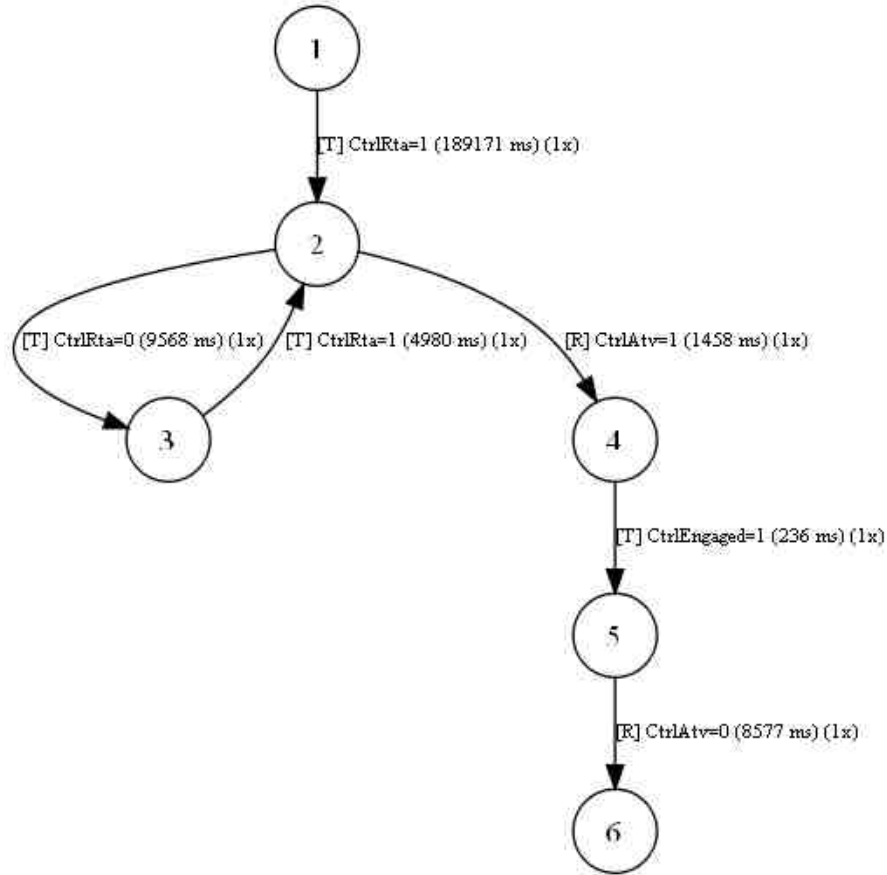 1
[T] CtrlRta=1 (189171 ms) (1x)
2
[T] CtrlRta=0 (9568 ms) (1x)
[T] CtrlRta=1 (4980 ms) (1x)
[R] CtrlAtv=1 (1458 ms) (1x)
3
4
[T] CtrlEngaged=1 (236 ms) (1x)
5
[R] CtrlAtv=0 (8577 ms) (1x)
6